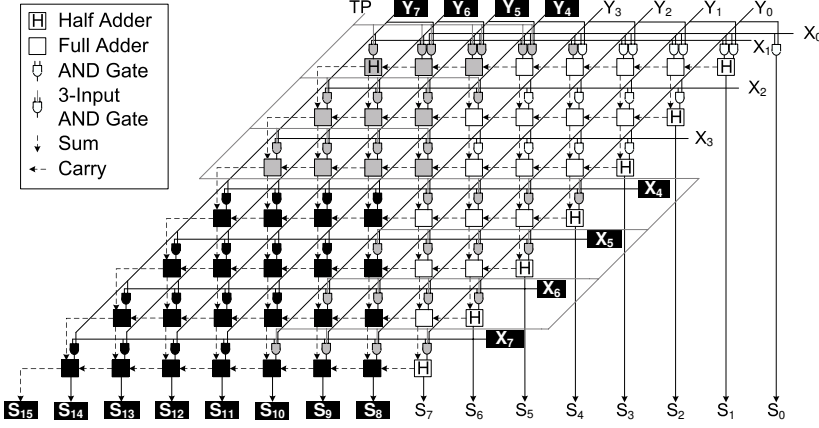 TP Y7 Y6 Y5 Y4 Y3 Y2 Y1 Y0
H Half Adder
Full Adder
AND Gate
3-Input
AND Gate
Sum
Carry
X0
X1
H H
X2
H
X3
H
X4
H
X5
H
X6
H
X7
H
S15 S14 S13 S12 S11 S10 S9 S8 S7 S6 S5 S4 S3 S2 S1 S0